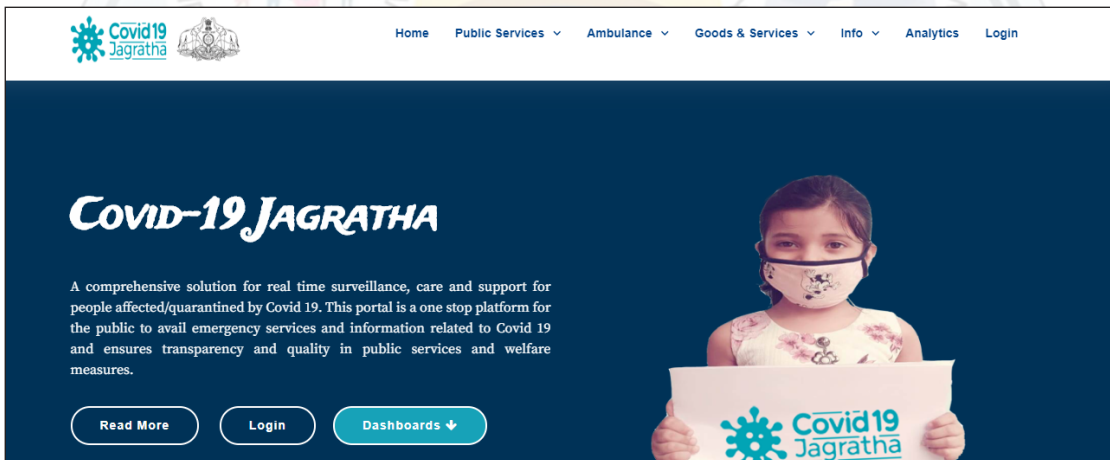 Covid19
Jagratha
Home Public Services Ambulance Goods & Services Info Analytics Login
COVID-19 JAGRATHA
A comprehensive solution for real time surveillance, care and support for
people affected/quarantined by Covid 19. This portal is a one stop platform for
the public to avail emergency services and information related to Covid 19
and ensures transparency and quality in public services and welfare
measures.
Read More Login Dashboards
Covid19
Jagratha